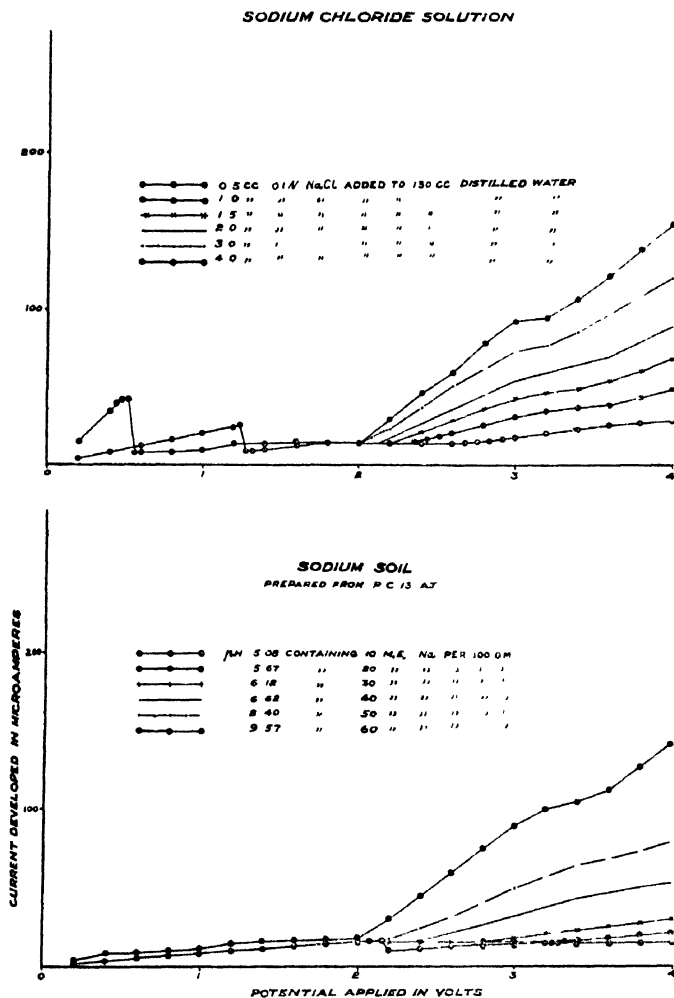 SODIUM CHLORIDE SOLUTION
200
0 5 CC 0 1 N NaCl ADDED TO 130 CC DISTILLED WATER
1 0 " " " " " " "
1 5 " " " " " " " "
2 0 " " " " " ' " "
3 0 " ' " " " " '
4 0 " " " " " " " "
100
0 1 2 3 4
SODIUM SOIL
PREPARED FROM P C 13 AJ
pH 5 08 CONTAINING 10 M.E. Na PER 100 GM
5 67 " 20 " " " ' '
6 12 " 30 " " " ' '
6 62 " 40 " " " ' '
8 40 " 50 " " " ' '
9 57 " 60 " " " ' '
100
CURRENT DEVELOPED IN MICROAMPERES
0 1 2 3 4
POTENTIAL APPLIED IN VOLTS